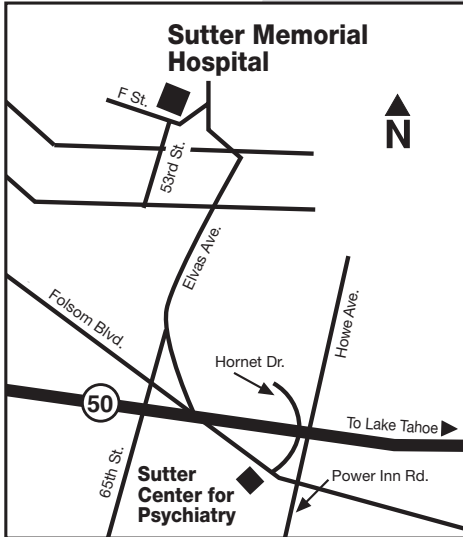 Sutter Memorial
Hospital
F St.
N
53rd St.
Elvas Ave.
Howe Ave.
Folsom Blvd.
Hornet Dr.
50
To Lake Tahoe
65th St.
Sutter
Center for
Psychiatry
Power Inn Rd.